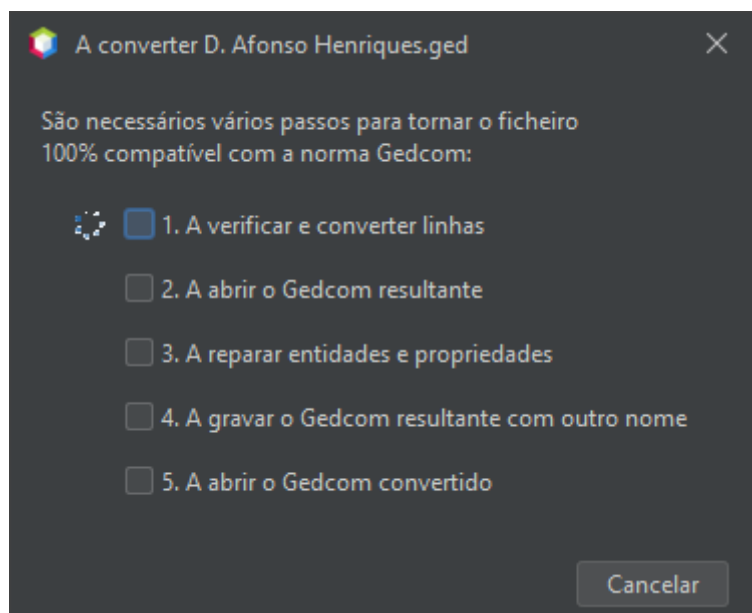 A converter D. Afonso Henriques.ged
São necessários vários passos para tornar o ficheiro
100% compatível com a norma Gedcom:
1. A verificar e converter linhas
2. A abrir o Gedcom resultante
3. A reparar entidades e propriedades
4. A gravar o Gedcom resultante com outro nome
5. A abrir o Gedcom convertido
Cancelar